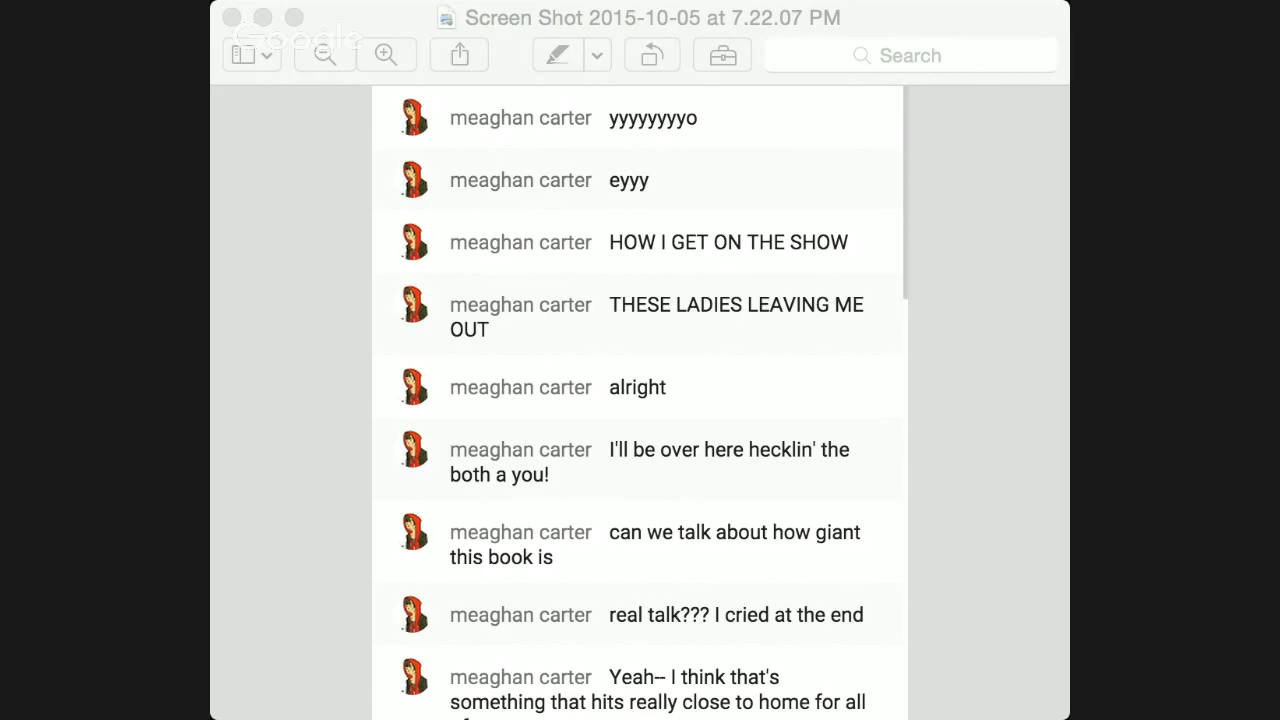 Screen Shot 2015-10-05 at 7.22.07 PM
Google
Search
meaghan carter yyyyyyyyo
meaghan carter eyyy
meaghan carter HOW I GET ON THE SHOW
meaghan carter THESE LADIES LEAVING ME
OUT
meaghan carter alright
meaghan carter I'll be over here hecklin' the
both a you!
meaghan carter can we talk about how giant
this book is
meaghan carter real talk??? I cried at the end
meaghan carter Yeah-- I think that's
something that hits really close to home for all